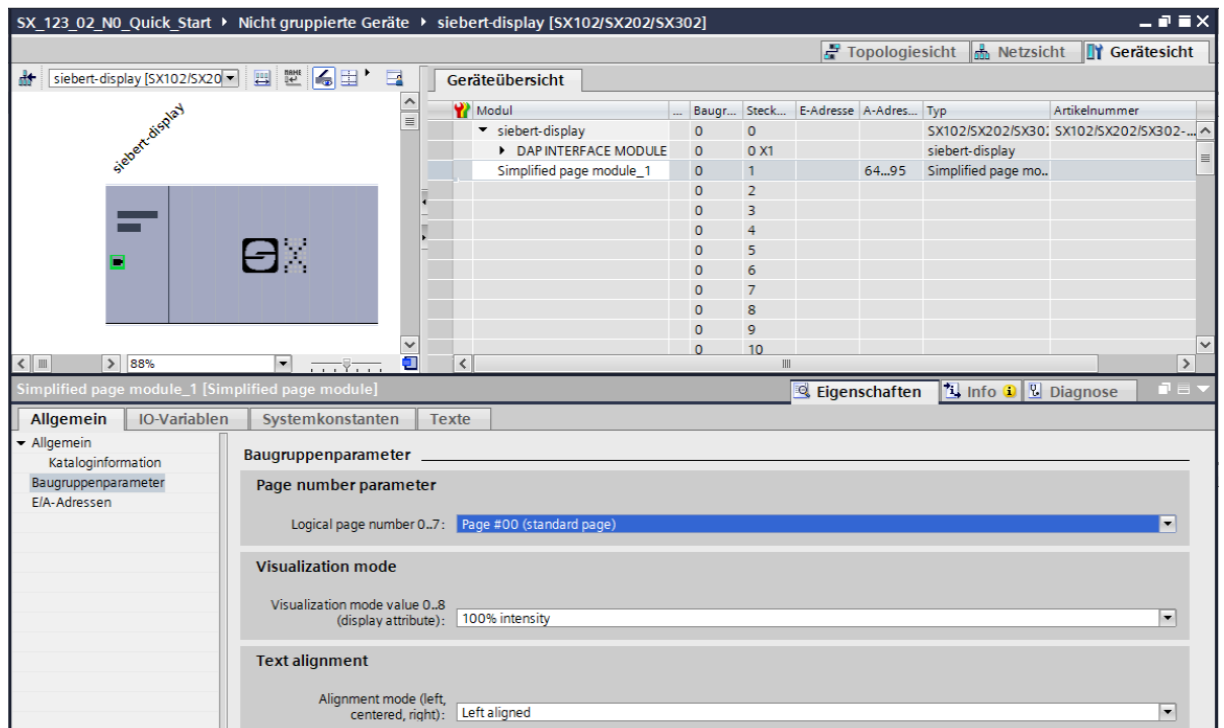 SX_123_02_N0_Quick_Start ▸ Nicht gruppierte Geräte ▸ siebert-display [SX102/SX202/SX302]
Topologiesicht Netzsicht Gerätesicht
siebert-display [SX102/SX20
siebert-display
SX
88%
Geräteübersicht
Modul ... Baugr... Steck... E-Adresse A-Adres... Typ Artikelnummer
siebert-display 0 0 SX102/SX202/SX30: SX102/SX202/SX302-...
DAP INTERFACE MODULE 0 0 X1 siebert-display
Simplified page module_1 0 1 64...95 Simplified page mo..
0 2
0 3
0 4
0 5
0 6
0 7
0 8
0 9
0 10
Simplified page module_1 [Simplified page module]
Eigenschaften Info Diagnose
Allgemein IO-Variablen Systemkonstanten Texte
Allgemein
Kataloginformation
Baugruppenparameter
E/A-Adressen
Baugruppenparameter
Page number parameter
Logical page number 0..7: Page #00 (standard page)
Visualization mode
Visualization mode value 0..8
(display attribute): 100% intensity
Text alignment
Alignment mode (left,
centered, right): Left aligned